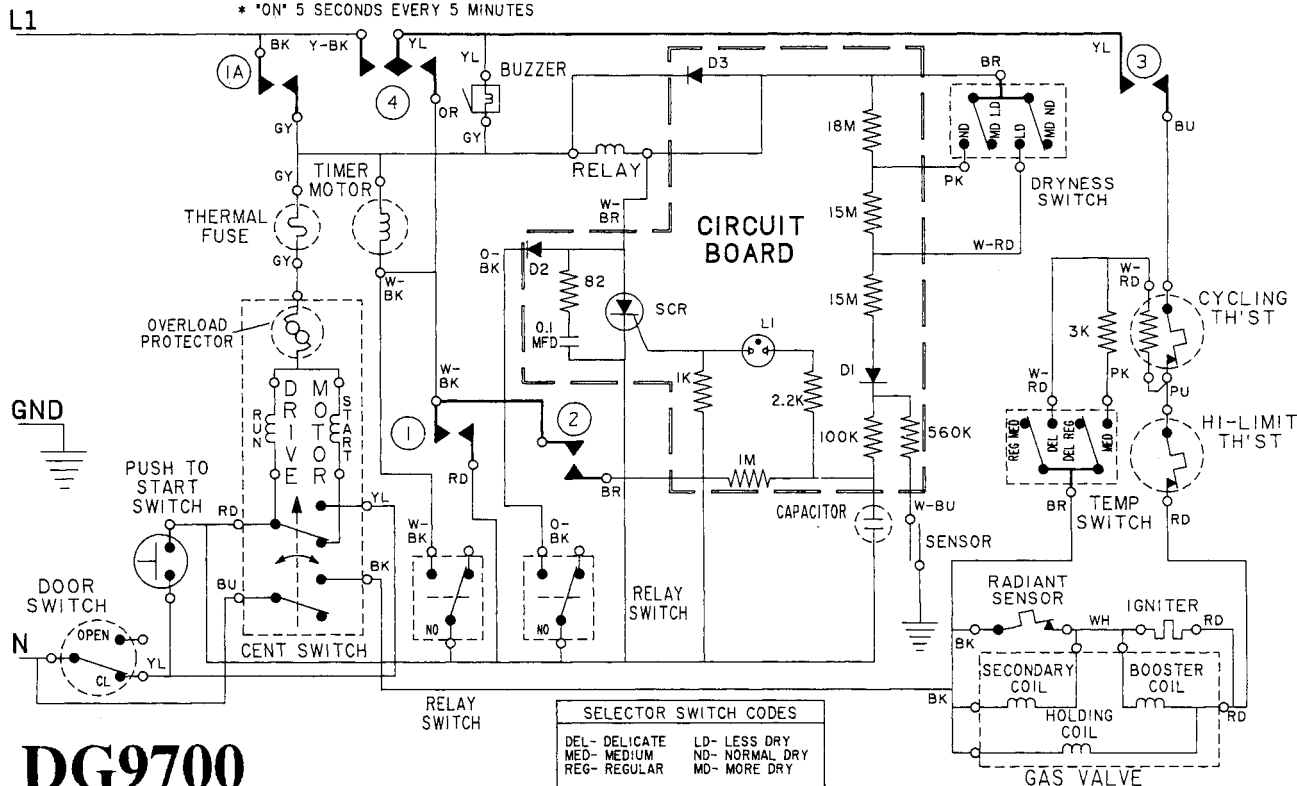 * "ON" 5 SECONDS EVERY 5 MINUTES
L1
BK
Y-BK
YL
YL
BUZZER
D3
BR
YL
3
1A
4
GY
OR
GY
18M
ND
MD LD
LD
MD ND
BU
GY
TIMER
MOTOR
RELAY
PK
DRYNESS
SWITCH
THERMAL
FUSE
W-
BR
CIRCUIT
BOARD
15M
W-RD
GY
O-
BK
D2
82
W-
BK
SCR
15M
W-
RD
CYCLING
TH'ST
OVERLOAD
PROTECTOR
0.1
MFD
L1
3K
D1
1K
2.2K
W-
BK
W-
RD
PK
PU
GND
DRIVE
MOTOR
RUN
START
1
2
100K
560K
REG MED
DEL
DEL REG
MED
HI-LIMIT
TH'ST
PUSH TO
START
SWITCH
RD
YL
RD
1M
BR
CAPACITOR
W-BU
BR
TEMP
SWITCH
RD
W-
BK
O-
BK
SENSOR
BU
BK
DOOR
SWITCH
OPEN
RELAY
SWITCH
RADIANT
SENSOR
IGNITER
WH
RD
N
CL
YL
CENT SWITCH
NO
NO
BK
SECONDARY
COIL
BOOSTER
COIL
BK
RELAY
SWITCH
HOLDING
COIL
RD
SELECTOR SWITCH CODES
DEL- DELICATE LD- LESS DRY
MED- MEDIUM ND- NORMAL DRY
REG- REGULAR MD- MORE DRY
GAS VALVE
DG9700